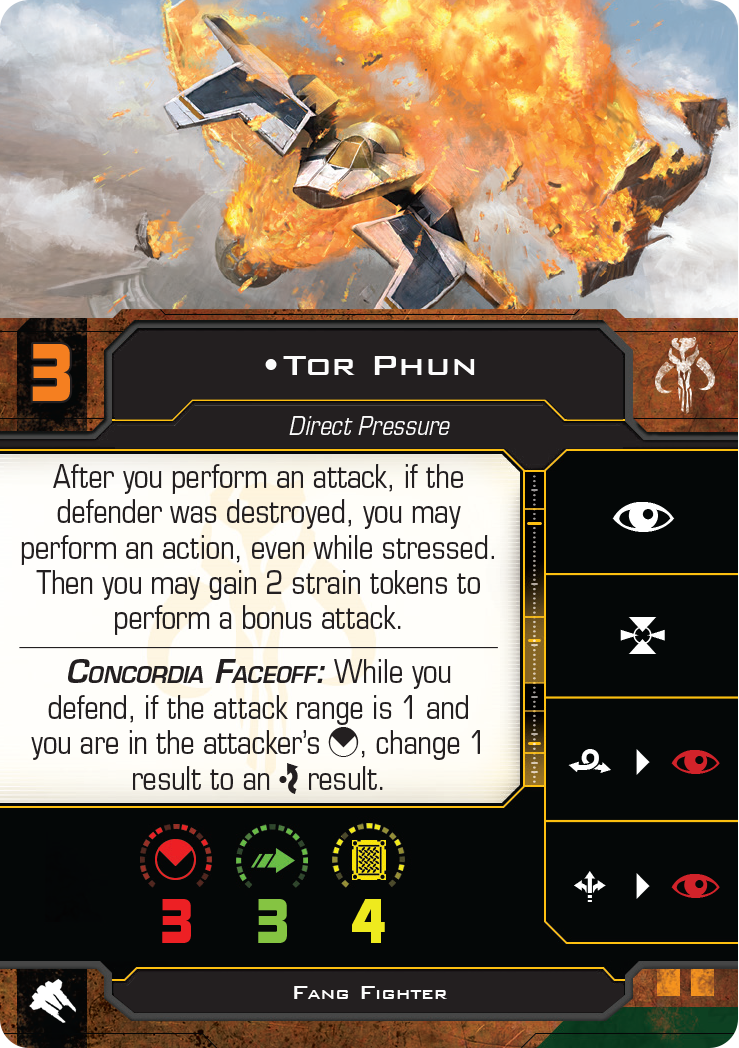 3
•Tor Phun
Direct Pressure
After you perform an attack, if the
defender was destroyed, you may
perform an action, even while stressed.
Then you may gain 2 strain tokens to
perform a bonus attack.
Concordia Faceoff: While you
defend, if the attack range is 1 and
you are in the attacker's , change 1
result to an result.
3 3 4
Fang Fighter